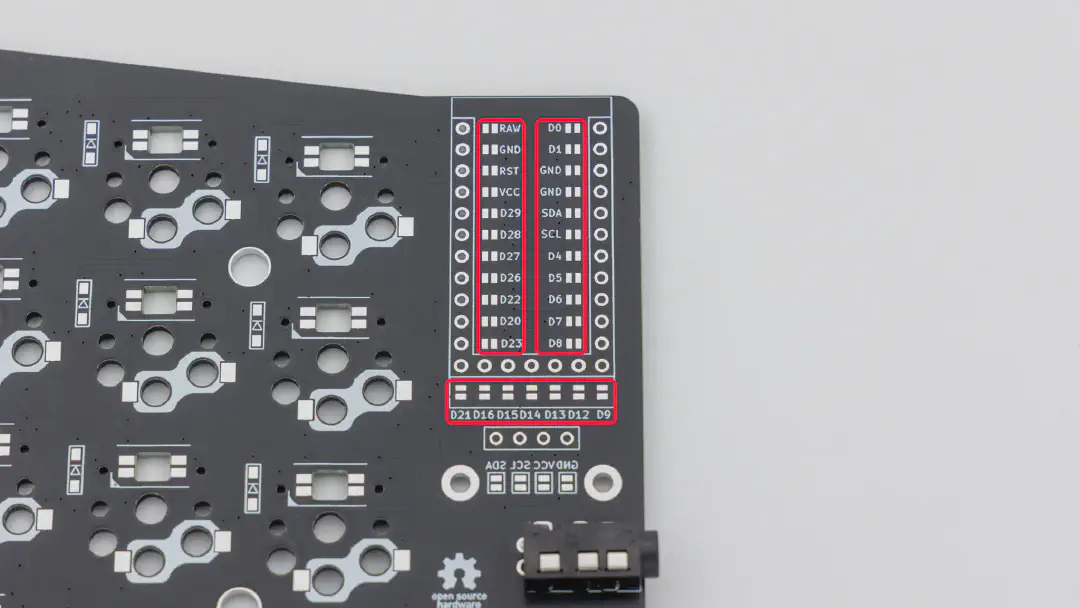 RAW D0
GND D1
RST GND
VCC GND
D29 SDA
D28 SCL
D27 D4
D26 D5
D22 D6
D20 D7
D23 D8
D21 D16 D15 D14 D13 D12 D9
SDA SCL VCC GND
open source
hardware